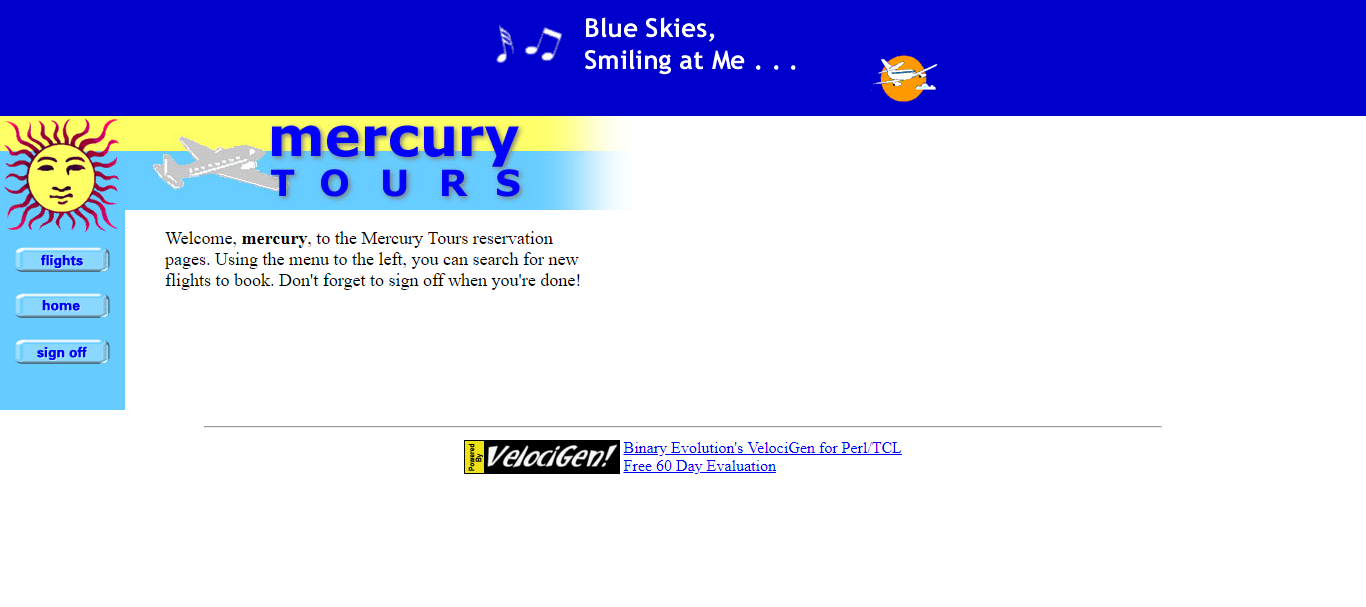 Blue Skies,
Smiling at Me . . .
mercury
TOURS
Welcome, mercury, to the Mercury Tours reservation
pages. Using the menu to the left, you can search for new
flights to book. Don't forget to sign off when you're done!
flights
home
sign off
Powered
By
VelociGen!
Binary Evolution's VelociGen for Perl/TCL
Free 60 Day Evaluation